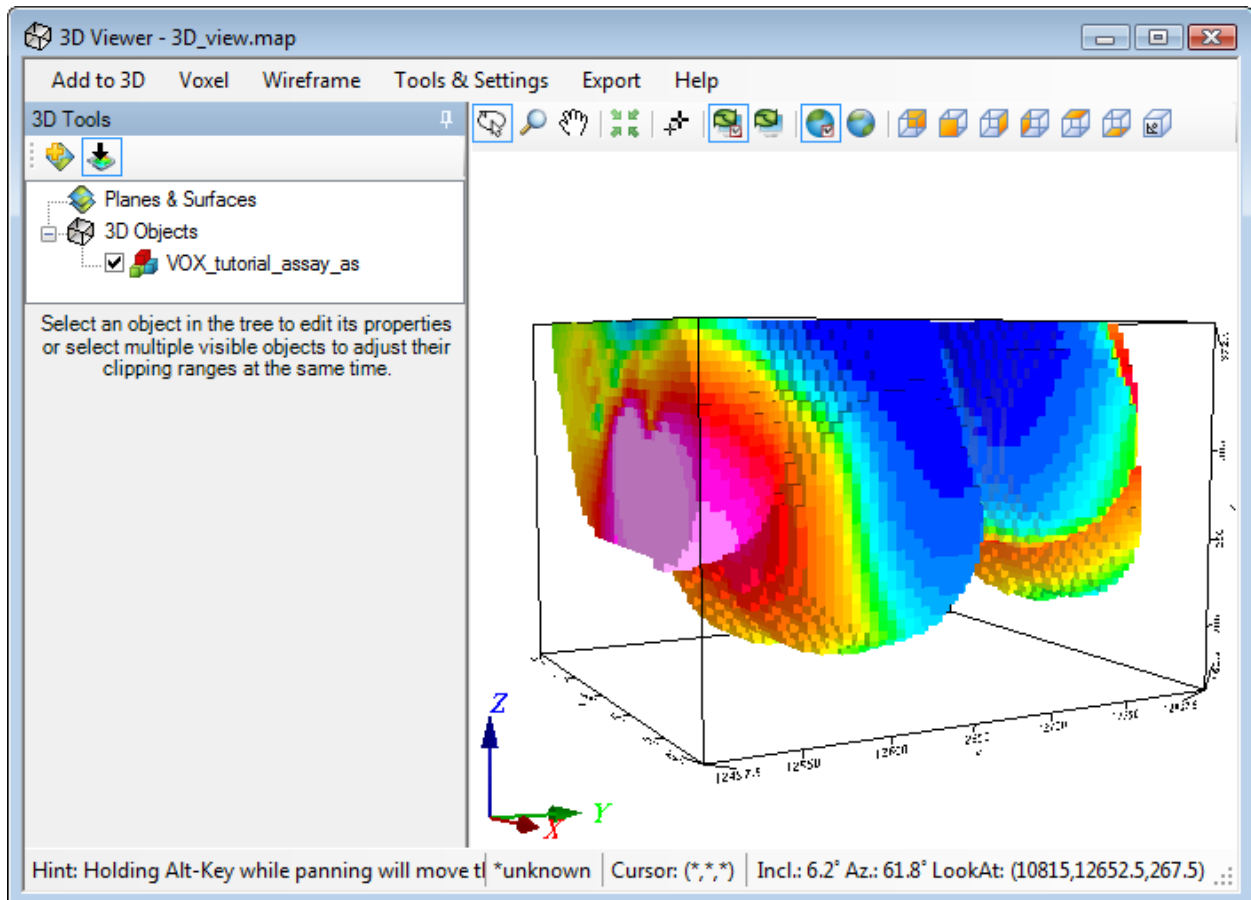 3D Viewer - 3D_view.map
Add to 3D Voxel Wireframe Tools & Settings Export Help
3D Tools
Planes & Surfaces
3D Objects
VOX_tutorial_assay_as
Select an object in the tree to edit its properties
or select multiple visible objects to adjust their
clipping ranges at the same time.
Z
Y
X
12550
12600
Hint: Holding Alt-Key while panning will move tl *unknown Cursor: (*,*,*) Incl.: 6.2° Az.: 61.8° LookAt: (10815,12652.5,267.5)